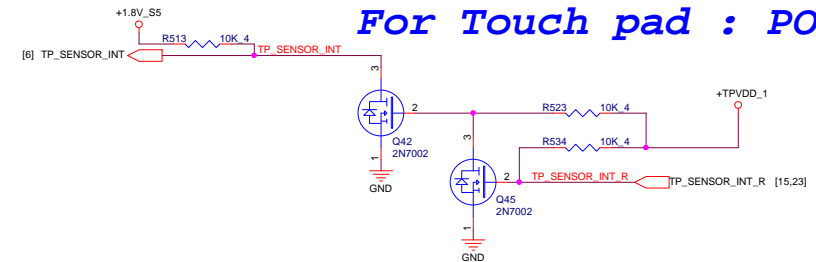 For Touch pad : PO
+1.8V_S5
R513 10K_4
[6] TP_SENSOR_INT
TP_SENSOR_INT
3
+TPVDD_1
2
R523 10K_4
Q42
2N7002
3
R534 10K_4
1
GND
2
TP_SENSOR_INT_R
TP_SENSOR_INT_R [15,23]
Q45
2N7002
1
GND